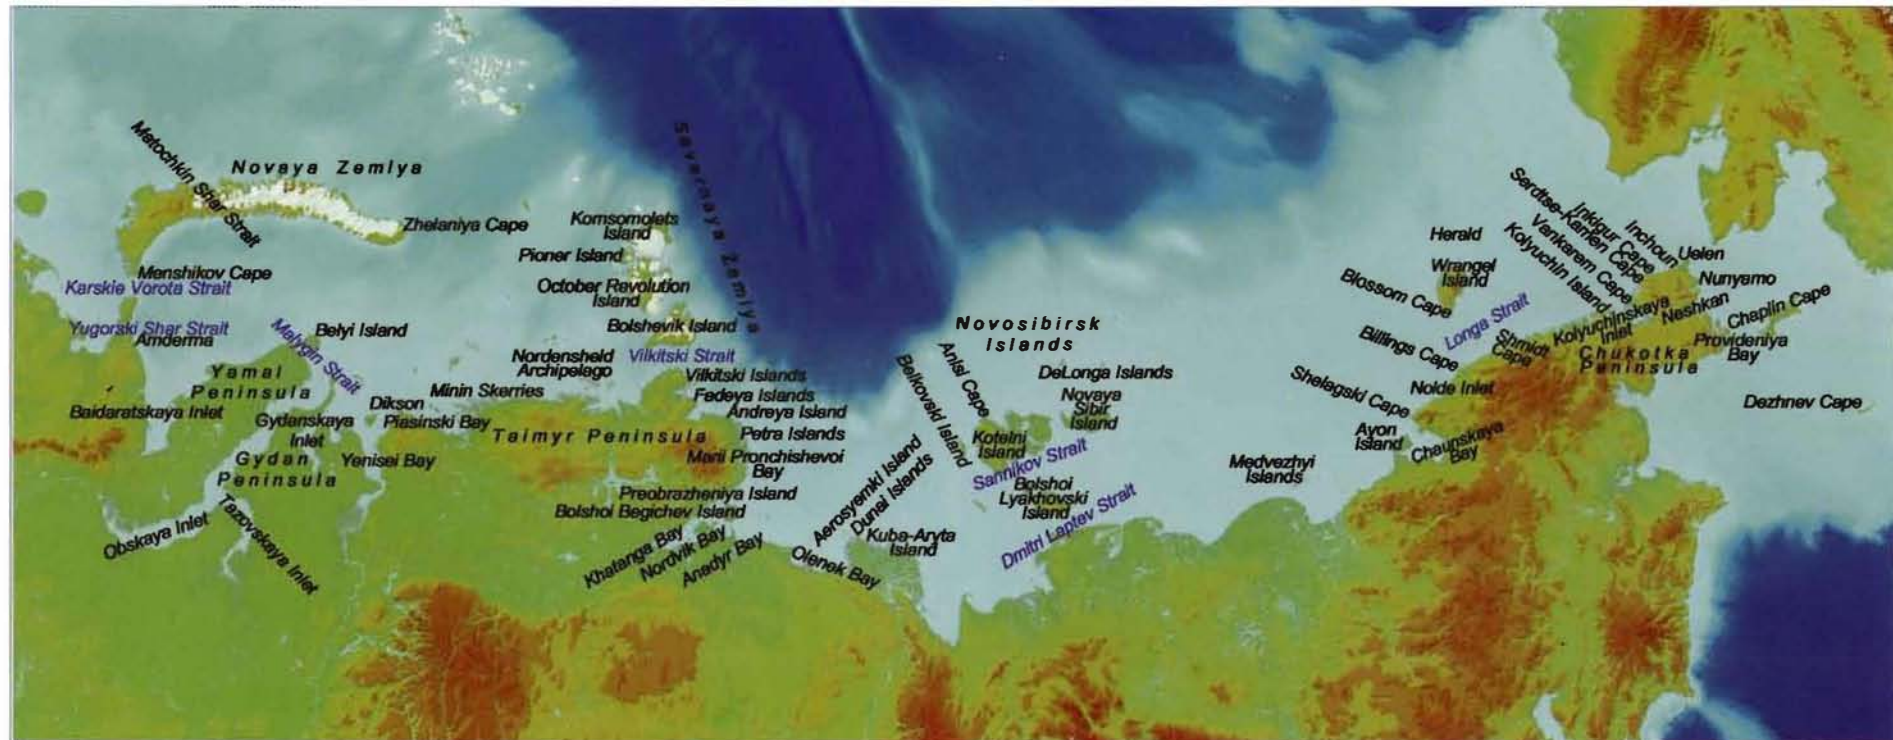 Matochkin Shar Strait
Novaya Zemlya
Zhelaniya Cape
Menshikov Cape
Karskie Vorota Strait
Yugorski Shar Strait
Amderma
Malygin Strait
Belyi Island
Yamal
Peninsula
Baidaratskaya Inlet
Gydanskaya
Inlet
Gydan
Peninsula
Obskaya Inlet
Tazovskaya Inlet
Yenisei Bay
Dikson
Piasinski Bay
Minin Skerries
Komsomolets
Island
Pioner Island
October Revolution
Island
Bolshevik Island
Severnaya Zemlya
Nordensheld
Archipelago
Vilkitski Strait
Vilkitski Islands
Fedeya Islands
Andreya Island
Petra Islands
Taimyr Peninsula
Marii Pronchishevoi
Bay
Preobrazheniya Island
Bolshoi Begichev Island
Khatanga Bay
Nordvik Bay
Anadyr Bay
Olenek Bay
Aerosyemki Island
Dunai Islands
Kuba-Aryta
Island
Belkovski Island
Anisi Cape
Novosibirsk
Islands
DeLonga Islands
Novaya
Sibir
Island
Kotelni
Island
Sannikov Strait
Bolshoi
Lyakhovski
Island
Dmitri Laptev Strait
Medvezhyi
Islands
Ayon
Island
Chaunskaya
Bay
Shelagski Cape
Nolde Inlet
Billings Cape
Blossom Cape
Herald
Wrangel
Island
Longa Strait
Schmidt
Cape
Kolyuchinskaya
Inlet
Chukotka
Peninsula
Kolyuchin Island
Vankarem Cape
Serdtse-Kamen Cape
Inkigur Cape
Inchoun
Uelen
Nunyamo
Neshkan
Chaplin Cape
Provideniya
Bay
Dezhnev Cape